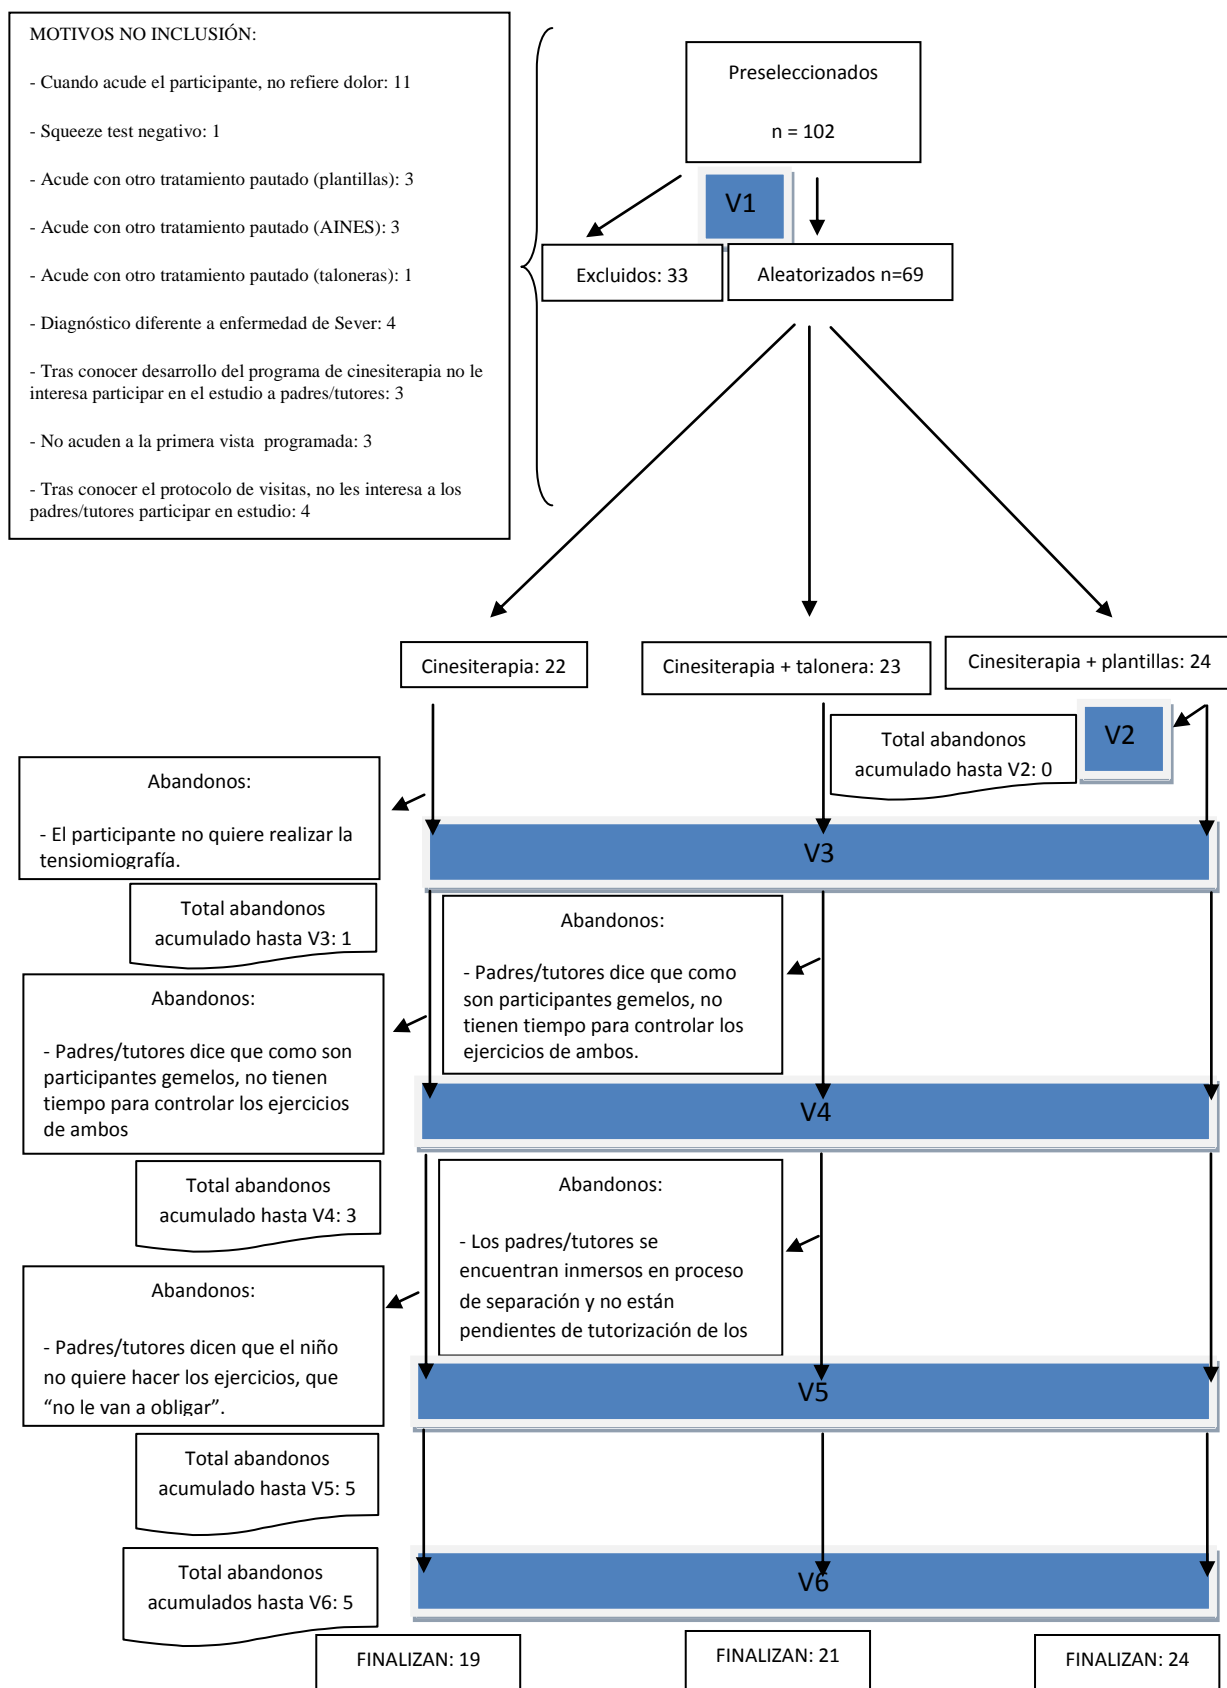 MOTIVOS NO INCLUSIÓN:
- Cuando acude el participante, no refiere dolor: 11
- Squeeze test negativo: 1
- Acude con otro tratamiento pautado (plantillas): 3
- Acude con otro tratamiento pautado (AINES): 3
- Acude con otro tratamiento pautado (taloneras): 1
- Diagnóstico diferente a enfermedad de Sever: 4
- Tras conocer desarrollo del programa de cinesiterapia no le
interesa participar en el estudio a padres/tutores: 3
- No acuden a la primera vista programada: 3
- Tras conocer el protocolo de visitas, no les interesa a los
padres/tutores participar en estudio: 4
Preseleccionados
n = 102
V1
Excluidos: 33
Aleatorizados n=69
Cinesiterapia: 22
Cinesiterapia + talonera: 23
Cinesiterapia + plantillas: 24
Total abandonos
acumulado hasta V2: 0
V2
Abandonos:
- El participante no quiere realizar la
tensiomiografía.
V3
Total abandonos
acumulado hasta V3: 1
Abandonos:
- Padres/tutores dice que como
son participantes gemelos, no
tienen tiempo para controlar los
ejercicios de ambos.
Abandonos:
- Padres/tutores dice que como son
participantes gemelos, no tienen
tiempo para controlar los ejercicios
de ambos
V4
Total abandonos
acumulado hasta V4: 3
Abandonos:
- Los padres/tutores se
encuentran inmersos en proceso
de separación y no están
pendientes de tutorización de los
Abandonos:
- Padres/tutores dicen que el niño
no quiere hacer los ejercicios, que
“no le van a obligar”.
V5
Total abandonos
acumulado hasta V5: 5
Total abandonos
acumulados hasta V6: 5
V6
FINALIZAN: 19
FINALIZAN: 21
FINALIZAN: 24